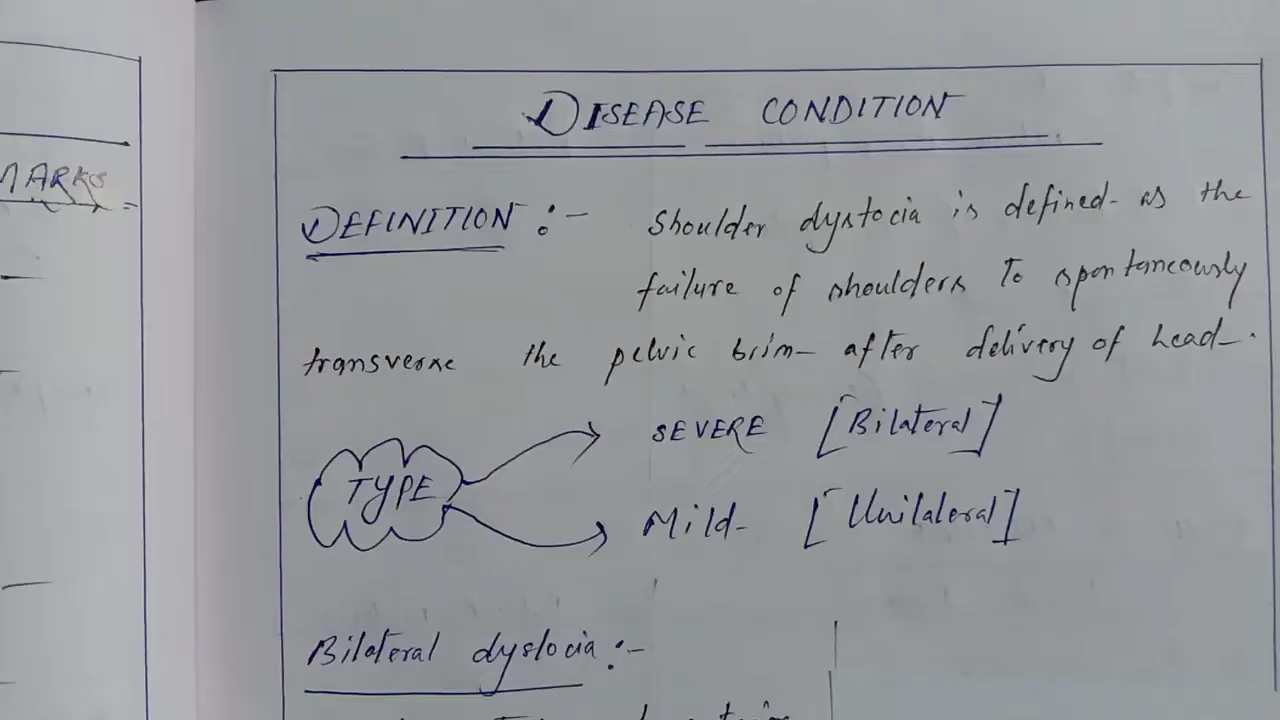 MARKS
DISEASE CONDITION
DEFINITION :- Shoulder dystocia is defined as the
failure of shoulders To spontaneously
transverse the pelvic brim after delivery of head.
TYPE
SEVERE [Bilateral]
Mild [Unilateral]
Bilateral dystocia :-